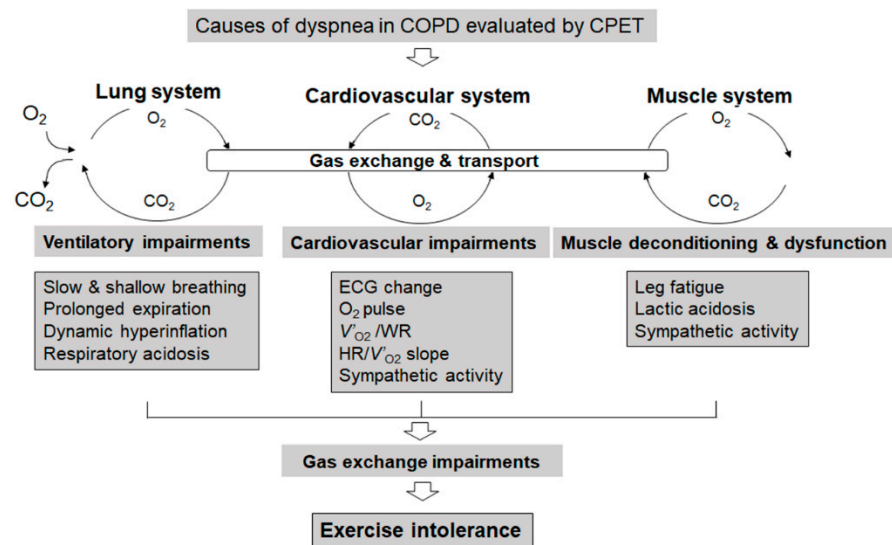 Causes of dyspnea in COPD evaluated by CPET
Lung system
Cardiovascular system
Muscle system
O₂
O₂
CO₂
O₂
Gas exchange & transport
CO₂
CO₂
O₂
CO₂
Ventilatory impairments
Cardiovascular impairments
Muscle deconditioning & dysfunction
Slow & shallow breathing
Prolonged expiration
Dynamic hyperinflation
Respiratory acidosis
ECG change
O₂ pulse
V'O₂ /WR
HR/V'O₂ slope
Sympathetic activity
Leg fatigue
Lactic acidosis
Sympathetic activity
Gas exchange impairments
Exercise intolerance